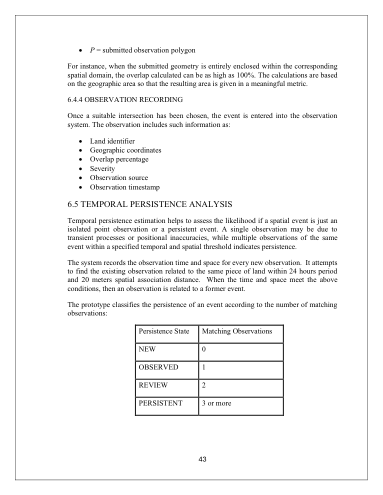 • P = submitted observation polygon
For instance, when the submitted geometry is entirely enclosed within the corresponding
spatial domain, the overlap calculated can be as high as 100%. The calculations are based
on the geographic area so that the resulting area is given in a meaningful metric.
6.4.4 OBSERVATION RECORDING
Once a suitable intersection has been chosen, the event is entered into the observation
system. The observation includes such information as:
• Land identifier
• Geographic coordinates
• Overlap percentage
• Severity
• Observation source
• Observation timestamp
6.5 TEMPORAL PERSISTENCE ANALYSIS
Temporal persistence estimation helps to assess the likelihood if a spatial event is just an
isolated point observation or a persistent event. A single observation may be due to
transient processes or positional inaccuracies, while multiple observations of the same
event within a specified temporal and spatial threshold indicates persistence.
The system records the observation time and space for every new observation. It attempts
to find the existing observation related to the same piece of land within 24 hours period
and 20 meters spatial association distance. When the time and space meet the above
conditions, then an observation is related to a former event.
The prototype classifies the persistence of an event according to the number of matching
observations:
Persistence State Matching Observations
NEW 0
OBSERVED 1
REVIEW 2
PERSISTENT 3 or more
43